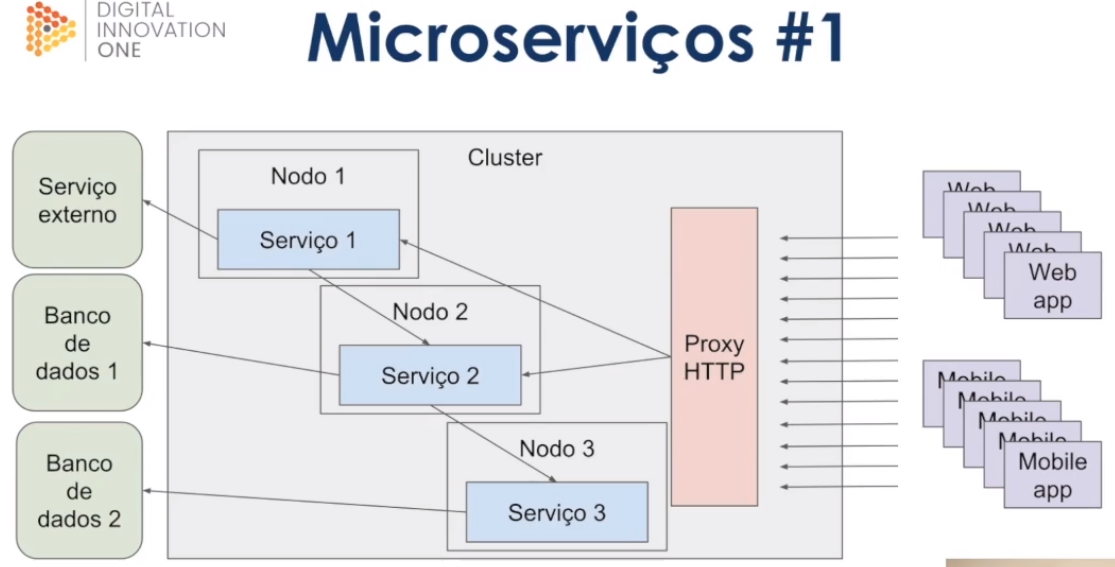 DIGITAL
INNOVATION
ONE
Microserviços #1
Serviço
externo
Banco
de
dados 1
Banco
de
dados 2
Cluster
Nodo 1
Serviço 1
Nodo 2
Serviço 2
Nodo 3
Serviço 3
Proxy
HTTP
Web
Web
Web
Web
Web
app
Mobile
Mobile
Mobile
Mobile
Mobile
app